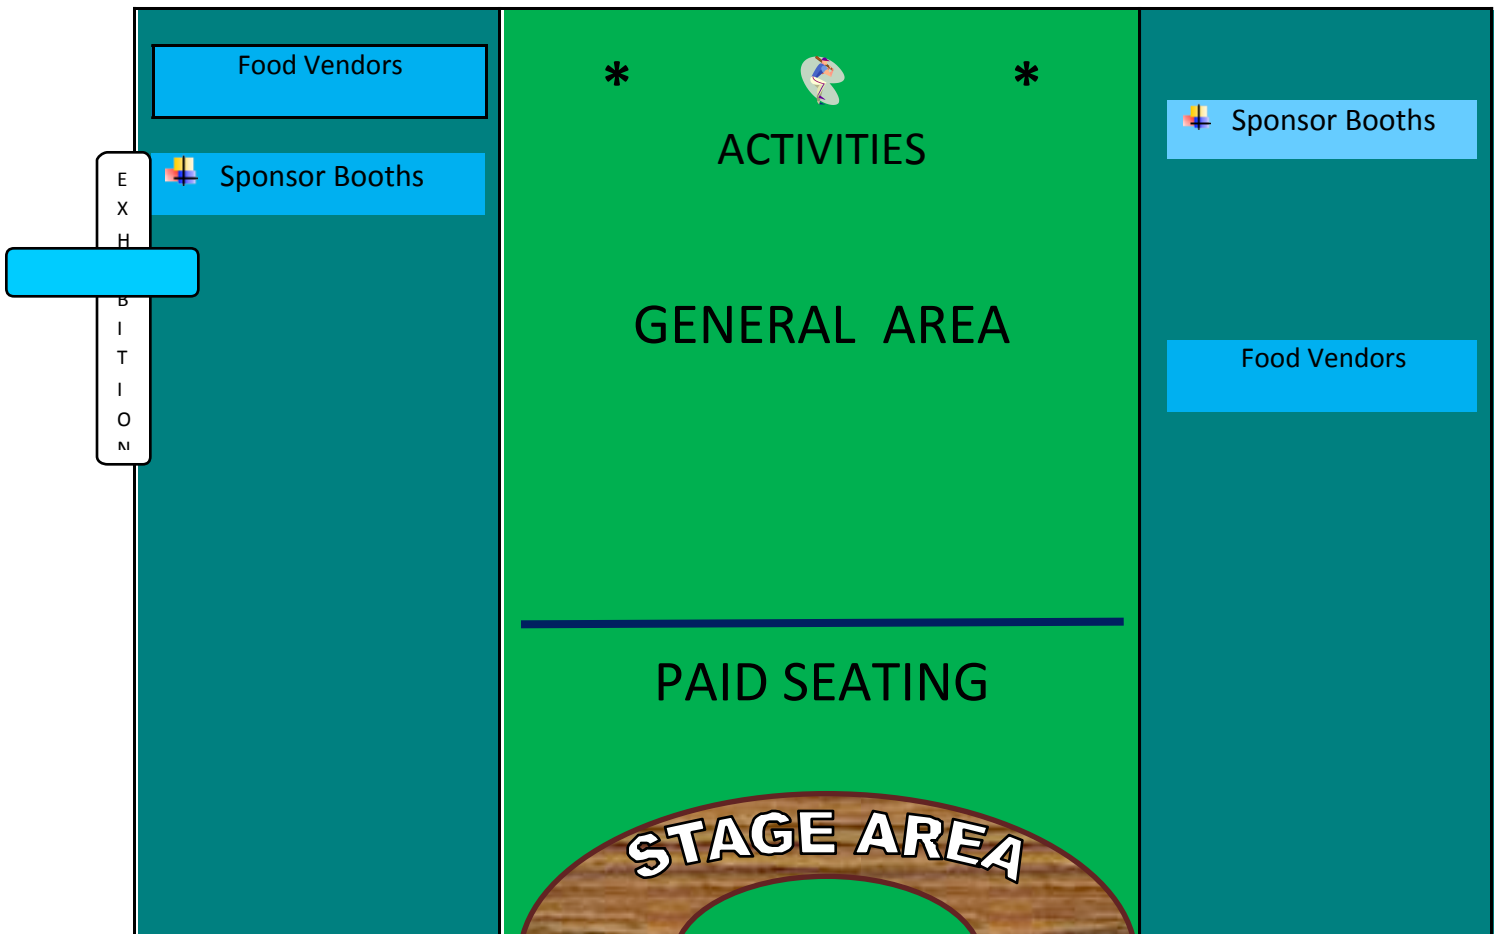 Food Vendors
Sponsor Booths
E
X
H
B
I
T
I
O
N
*
*
ACTIVITIES
GENERAL AREA
PAID SEATING
STAGE AREA
Sponsor Booths
Food Vendors